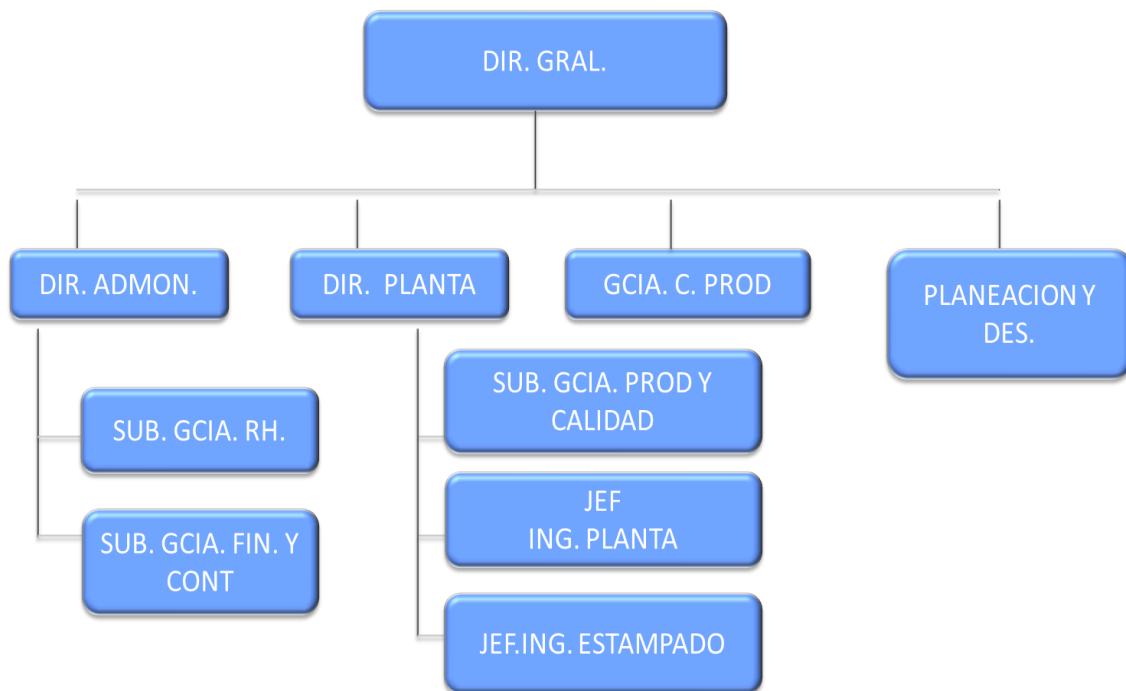 DIR. GRAL.
DIR. ADMON.
DIR. PLANTA
GCIA. C. PROD
PLANEACION Y
DES.
SUB. GCIA. RH.
SUB. GCIA. FIN. Y
CONT
SUB. GCIA. PROD Y
CALIDAD
JEF
ING. PLANTA
JEF.ING. ESTAMPADO